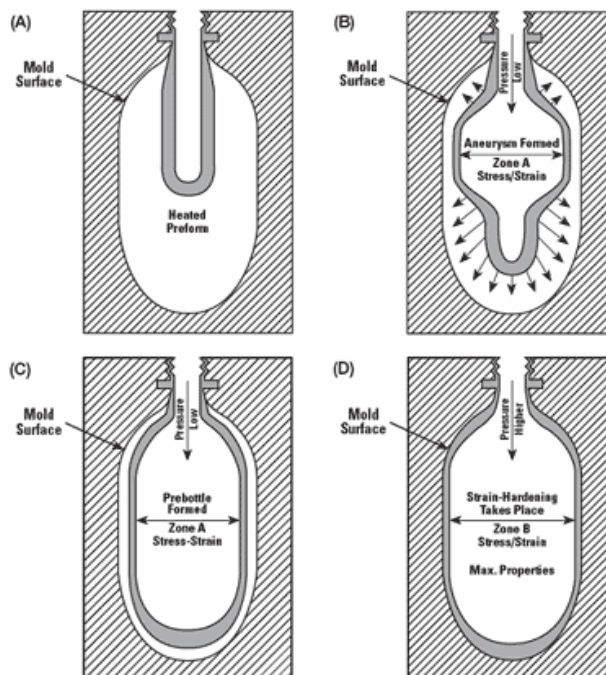 (A)
Mold
Surface
Heated
Preform
(B)
Mold
Surface
Pressure
Low
Aneurysm Formed
Zone A
Stress/Strain
(C)
Mold
Surface
Pressure
Low
Prebottle
Formed
Zone A
Stress-Strain
(D)
Mold
Surface
Pressure
Higher
Strain-Hardening
Takes Place
Zone B
Stress/Strain
Max. Properties